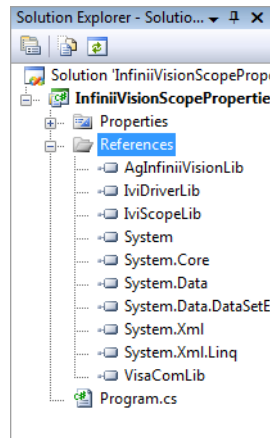 Solution Explorer - Solutio...
Solution 'InfiniiVisionScopePrope
InfiniiVisionScopePropertie
Properties
References
AgInfiniiVisionLib
IviDriverLib
IviScopeLib
System
System.Core
System.Data
System.Data.DataSetE
System.Xml
System.Xml.Linq
VisaComLib
Program.cs